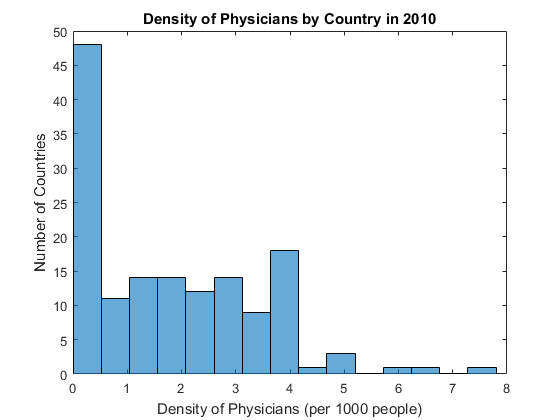 Density of Physicians by Country in 2010
50
45
40
35
30
25
20
15
10
5
0
Number of Countries
0 1 2 3 4 5 6 7 8
Density of Physicians (per 1000 people)